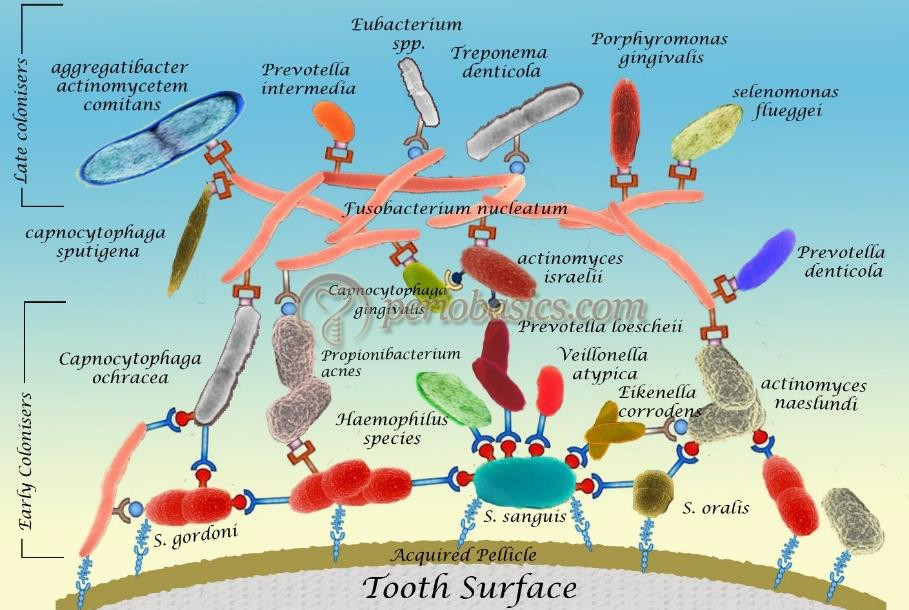 Late colonisers
aggregatibacter
actinomycetem
comitans
Prevotella
intermedia
Eubacterium
spp.
Treponema
denticola
Porphyromonas
gingivalis
selenomonas
flueggei
Fusobacterium nucleatum
capnocytophaga
sputigena
actinomyces
israelii
Prevotella
denticola
Capnocytophaga
gingivalis
periobasics.com
Prevotella loescheii
Early Colonisers
Capnocytophaga
ochracea
Propionibacterium
acnes
Veillonella
atypica
Haemophilus
species
Eikenella
corrodens
actinomyces
naeslundi
S. gordoni
S. sanguis
S. oralis
Acquired Pellicle
Tooth Surface